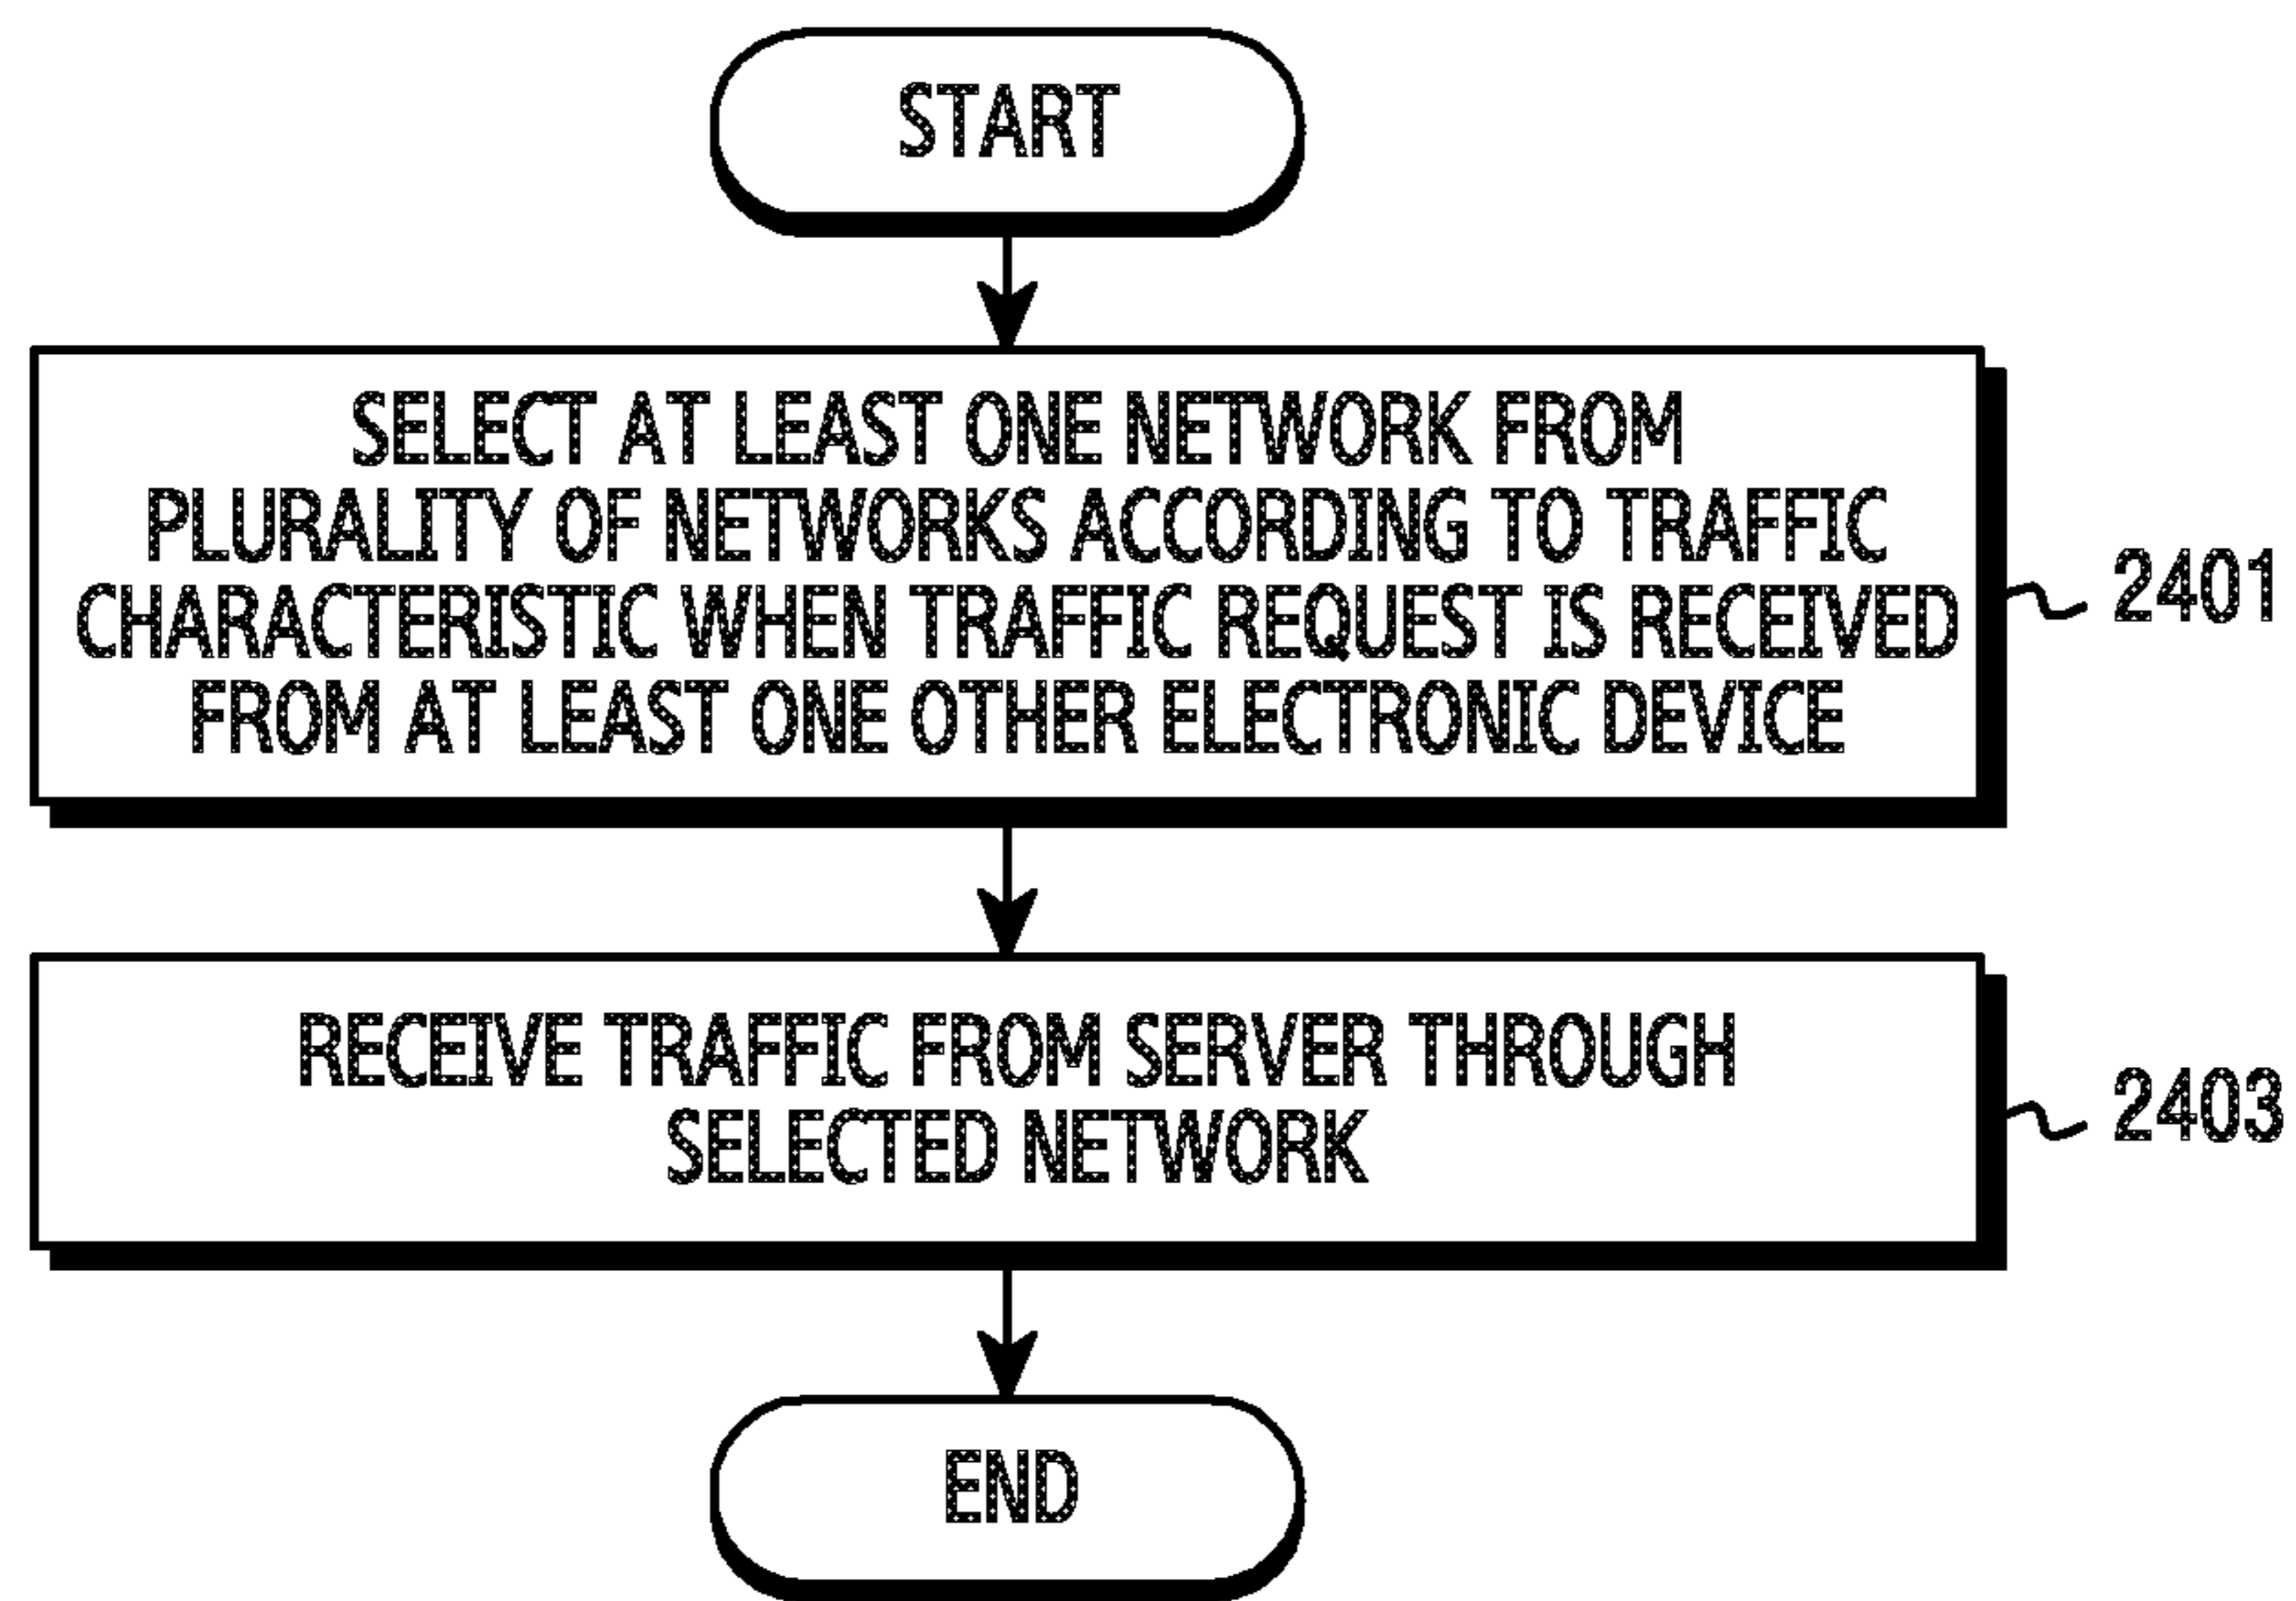 START
SELECT AT LEAST ONE NETWORK FROM
PLURALITY OF NETWORKS ACCORDING TO TRAFFIC
CHARACTERISTIC WHEN TRAFFIC REQUEST IS RECEIVED
FROM AT LEAST ONE OTHER ELECTRONIC DEVICE
2401
RECEIVE TRAFFIC FROM SERVER THROUGH
SELECTED NETWORK
2403
END